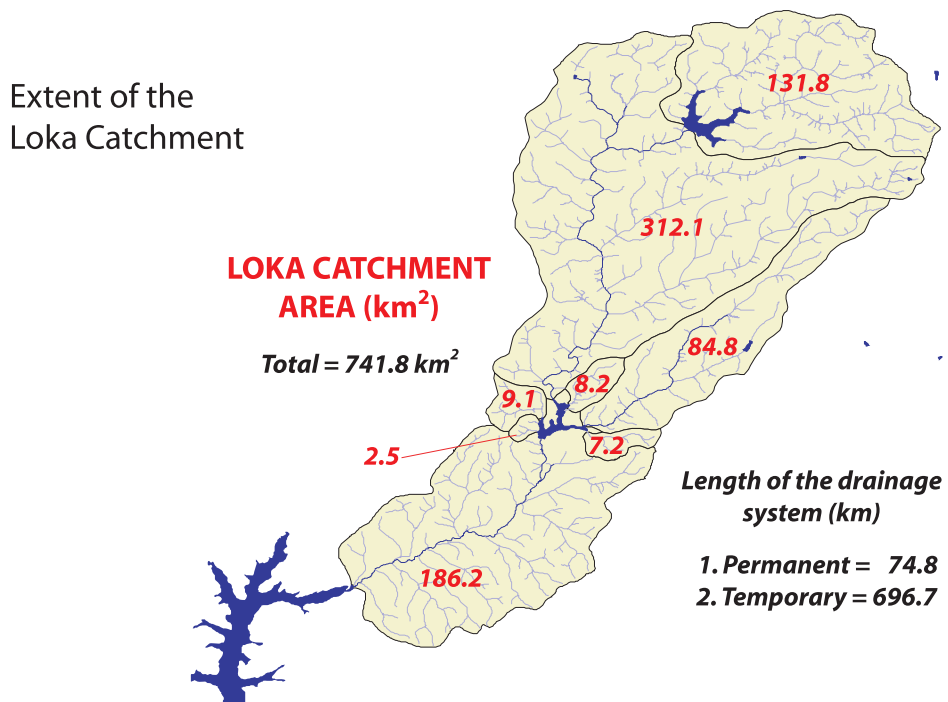 Extent of the
Loka Catchment
131.8
312.1
LOKA CATCHMENT
AREA (km²)
Total = 741.8 km²
84.8
8.2
9.1
7.2
2.5
Length of the drainage
system (km)
1. Permanent = 74.8
2. Temporary = 696.7
186.2